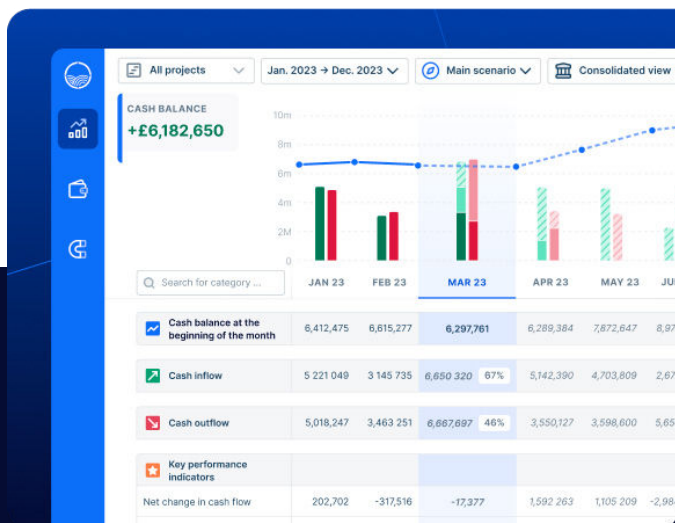 All projects
Jan. 2023 → Dec. 2023
Main scenario
Consolidated view
CASH BALANCE
+£6,182,650
10m
8m
6m
4m
2M
0
Search for category ...
JAN 23 FEB 23 MAR 23 APR 23 MAY 23
Cash balance at the
beginning of the month
6,412,475 6,615,277 6,297,761 6,289,384 7,872,647
Cash inflow 5 221 049 3 145 735 6,650 320 67% 5,142,390 4,703,809
Cash outflow 5,018,247 3,463 251 6,667,697 46% 3,550,127 3,598,600
Key performance
indicators
Net change in cash flow 202,702 -317,516 -17,377 1,592 263 1,105 209